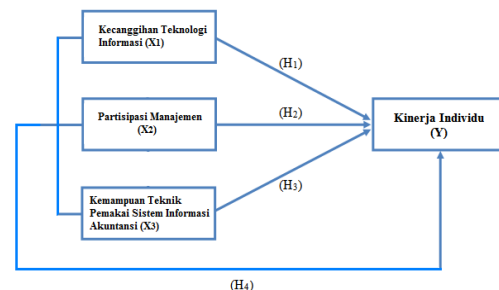 Kecanggihan Teknologi
Informasi (X1)
(H1)
Partisipasi Manajemen
(X2)
(H2)
Kinerja Individu
(Y)
(H3)
Kemampuan Teknik
Pemakai Sistem Informasi
Akuntansi (X3)
(H4)